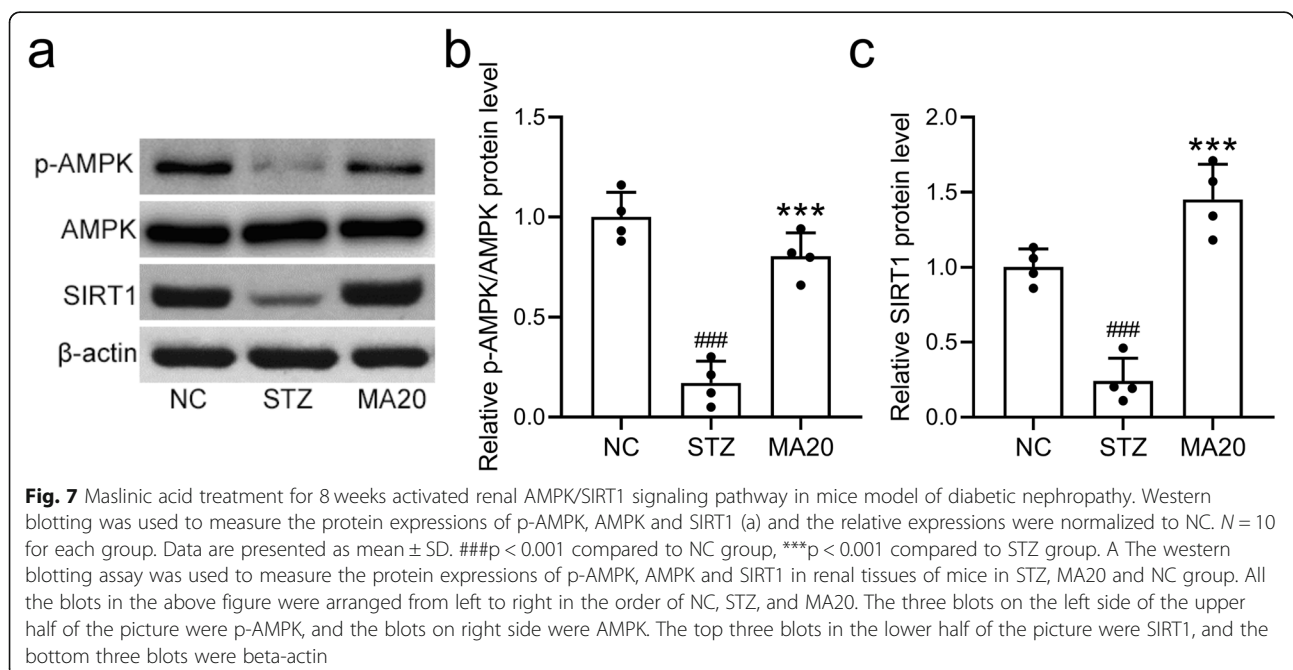 a
p-AMPK
AMPK
SIRT1
β-actin
NC STZ MA20
b
Relative p-AMPK/AMPK protein level
1.5
1.0
0.5
0.0
###
***
NC STZ MA20
c
Relative SIRT1 protein level
2.0
1.5
1.0
0.5
0.0
###
***
NC STZ MA20
Fig. 7 Maslinic acid treatment for 8 weeks activated renal AMPK/SIRT1 signaling pathway in mice model of diabetic nephropathy. Western
blotting was used to measure the protein expressions of p-AMPK, AMPK and SIRT1 (a) and the relative expressions were normalized to NC. N = 10
for each group. Data are presented as mean ± SD. ###p < 0.001 compared to NC group, ***p < 0.001 compared to STZ group. A The western
blotting assay was used to measure the protein expressions of p-AMPK, AMPK and SIRT1 in renal tissues of mice in STZ, MA20 and NC group. All
the blots in the above figure were arranged from left to right in the order of NC, STZ, and MA20. The three blots on the left side of the upper
half of the picture were p-AMPK, and the blots on right side were AMPK. The top three blots in the lower half of the picture were SIRT1, and the
bottom three blots were beta-actin